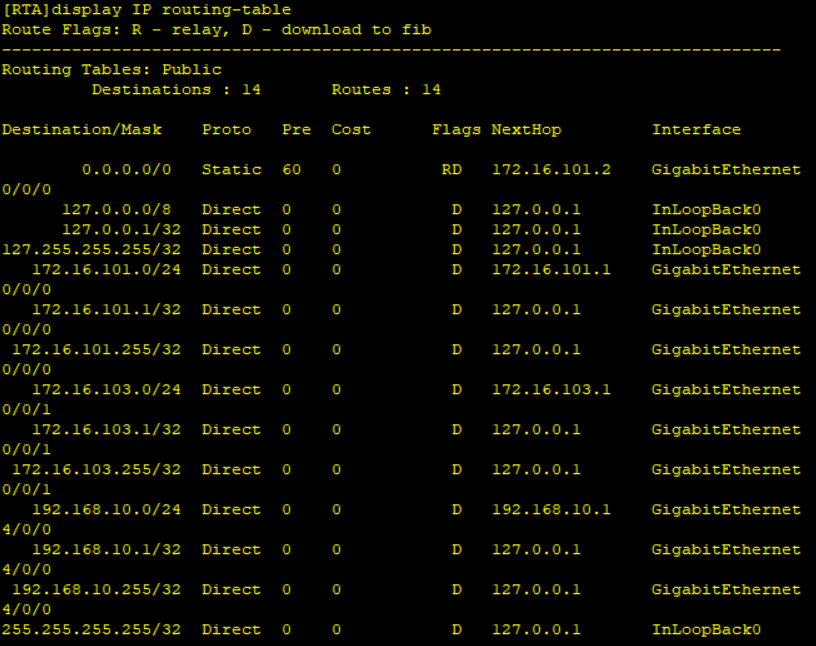 [RTA]display IP routing-table
Route Flags: R - relay, D - download to fib
------------------------------------------------------------------------------
Routing Tables: Public
         Destinations : 14       Routes : 14

Destination/Mask    Proto   Pre  Cost      Flags NextHop         Interface

        0.0.0.0/0   Static  60   0          RD   172.16.101.2    GigabitEthernet
0/0/0
      127.0.0.0/8   Direct  0    0           D   127.0.0.1       InLoopBack0
      127.0.0.1/32  Direct  0    0           D   127.0.0.1       InLoopBack0
127.255.255.255/32  Direct  0    0           D   127.0.0.1       InLoopBack0
   172.16.101.0/24  Direct  0    0           D   172.16.101.1    GigabitEthernet
0/0/0
   172.16.101.1/32  Direct  0    0           D   127.0.0.1       GigabitEthernet
0/0/0
 172.16.101.255/32  Direct  0    0           D   127.0.0.1       GigabitEthernet
0/0/0
   172.16.103.0/24  Direct  0    0           D   172.16.103.1    GigabitEthernet
0/0/1
   172.16.103.1/32  Direct  0    0           D   127.0.0.1       GigabitEthernet
0/0/1
 172.16.103.255/32  Direct  0    0           D   127.0.0.1       GigabitEthernet
0/0/1
   192.168.10.0/24  Direct  0    0           D   192.168.10.1    GigabitEthernet
4/0/0
   192.168.10.1/32  Direct  0    0           D   127.0.0.1       GigabitEthernet
4/0/0
 192.168.10.255/32  Direct  0    0           D   127.0.0.1       GigabitEthernet
4/0/0
255.255.255.255/32  Direct  0    0           D   127.0.0.1       InLoopBack0